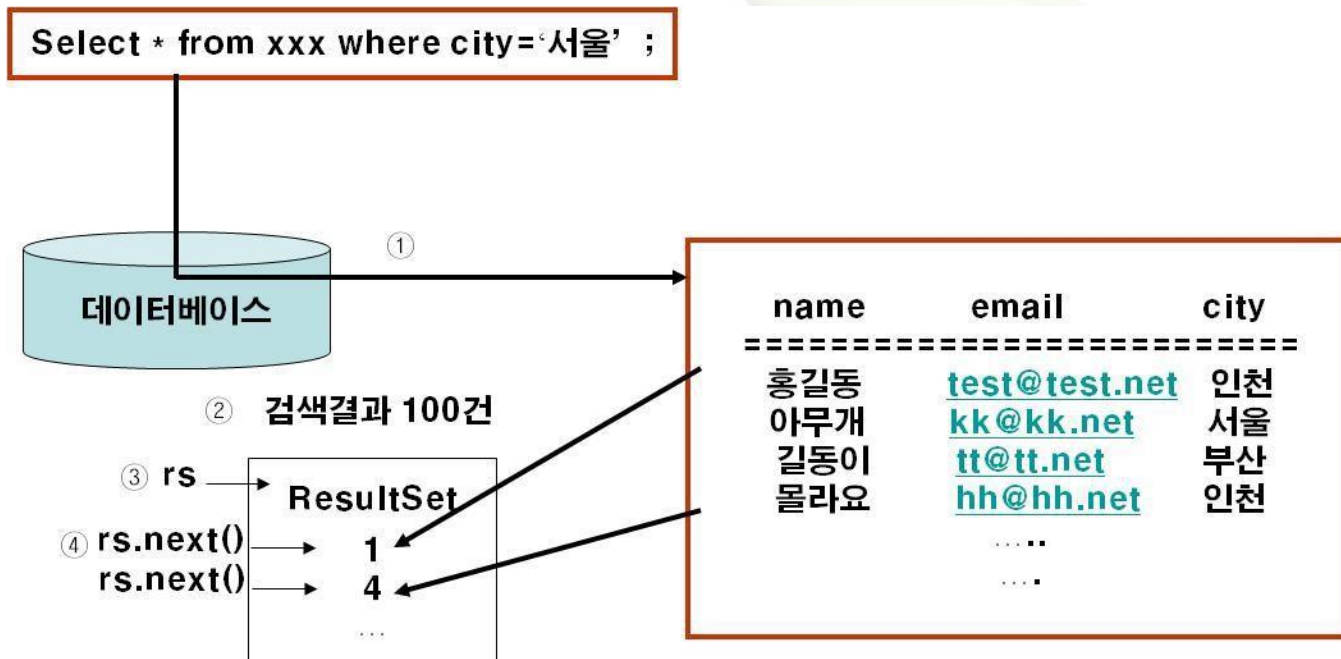 Select * from xxx where city=‘서울’ ;
①
데이터베이스
name email city
==========================
홍길동 test@test.net 인천
아무개 kk@kk.net 서울
길동이 tt@tt.net 부산
몰라요 hh@hh.net 인천
.....
....
② 검색결과 100건
③ rs
ResultSet
④ rs.next() 1
rs.next() 4
...